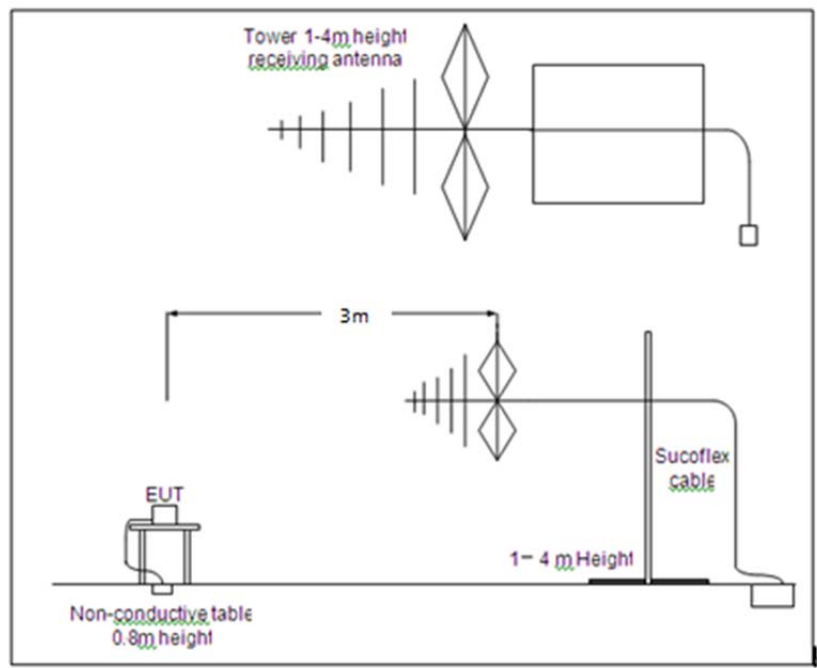 Tower 1-4m height
receiving antenna
3m
EUT
Sucoflex
cable
1– 4 m Height
Non-conductive table
0.8m height